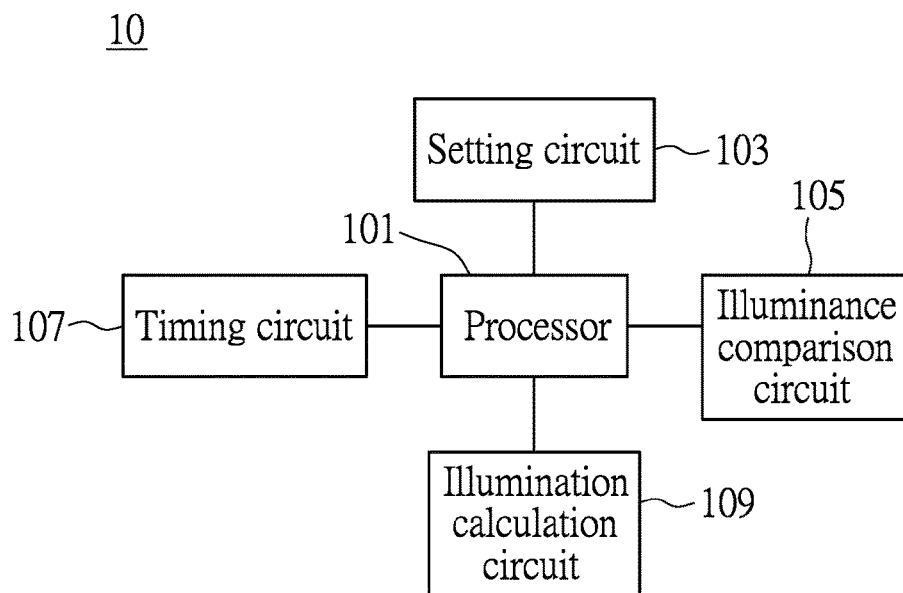 10
Setting circuit
103
105
101
107
Timing circuit
Processor
Illuminance
comparison
circuit
Illumination
calculation
circuit
109